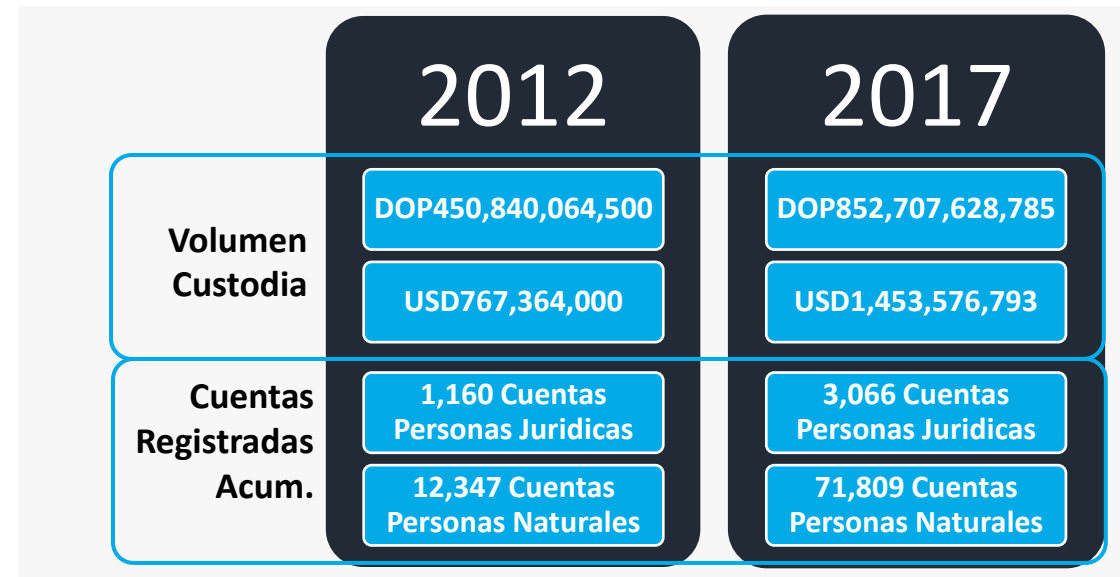 2012
2017
Volumen
Custodia
DOP450,840,064,500
DOP852,707,628,785
USD767,364,000
USD1,453,576,793
Cuentas
Registradas
Acum.
1,160 Cuentas
Personas Juridicas
3,066 Cuentas
Personas Juridicas
12,347 Cuentas
Personas Naturales
71,809 Cuentas
Personas Naturales